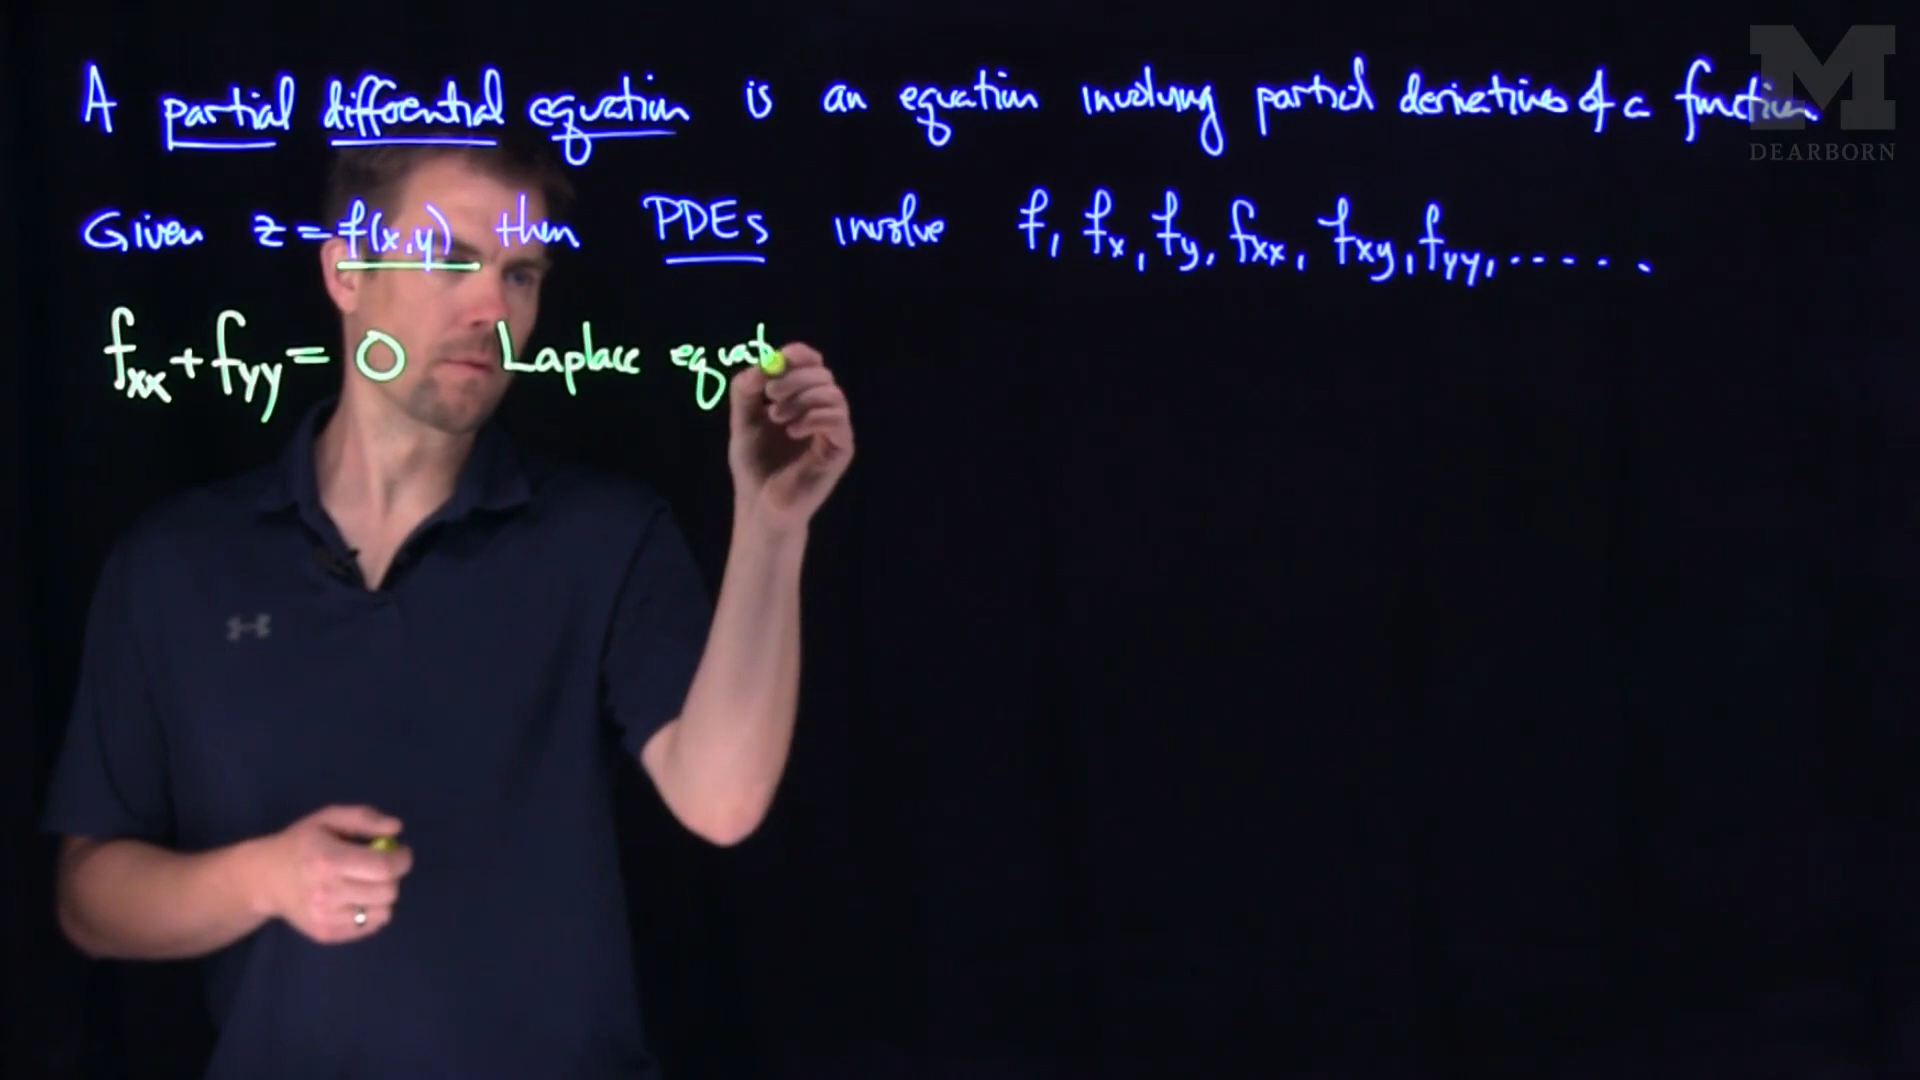 A partial differential equation is an equation involving partial derivatives of a function
Given z = f(x,y) then PDEs involve f, fx, fy, fxx, fxy, fyy, .....
fxx + fyy = 0 Laplace equat
M
DEARBORN